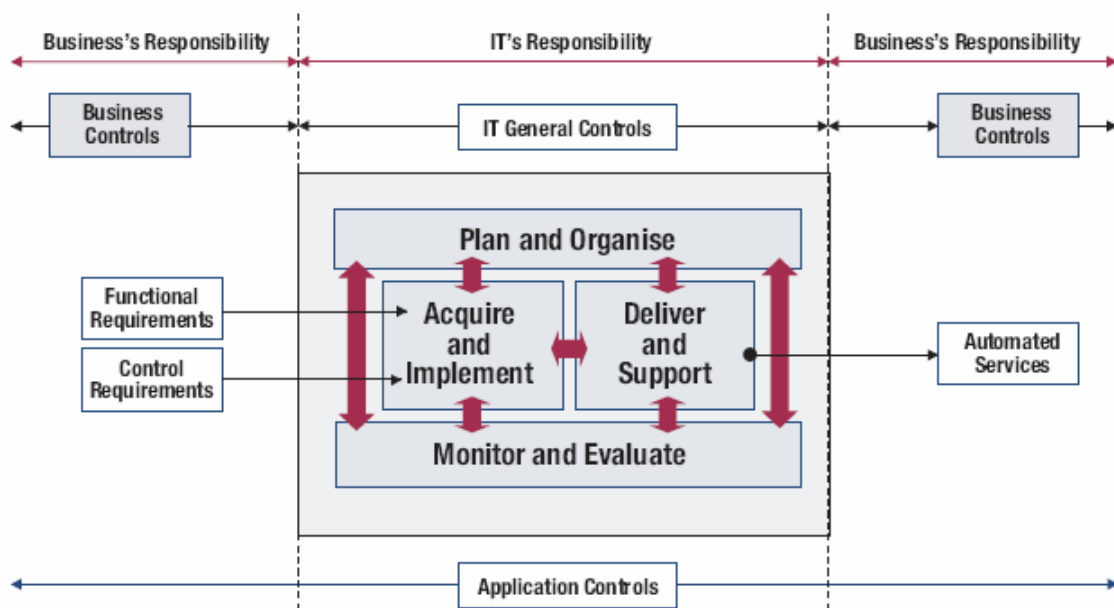 Business's Responsibility
IT's Responsibility
Business's Responsibility
Business
Controls
IT General Controls
Business
Controls
Plan and Organise
Functional
Requirements
Control
Requirements
Acquire
and
Implement
Deliver
and
Support
Automated
Services
Monitor and Evaluate
Application Controls